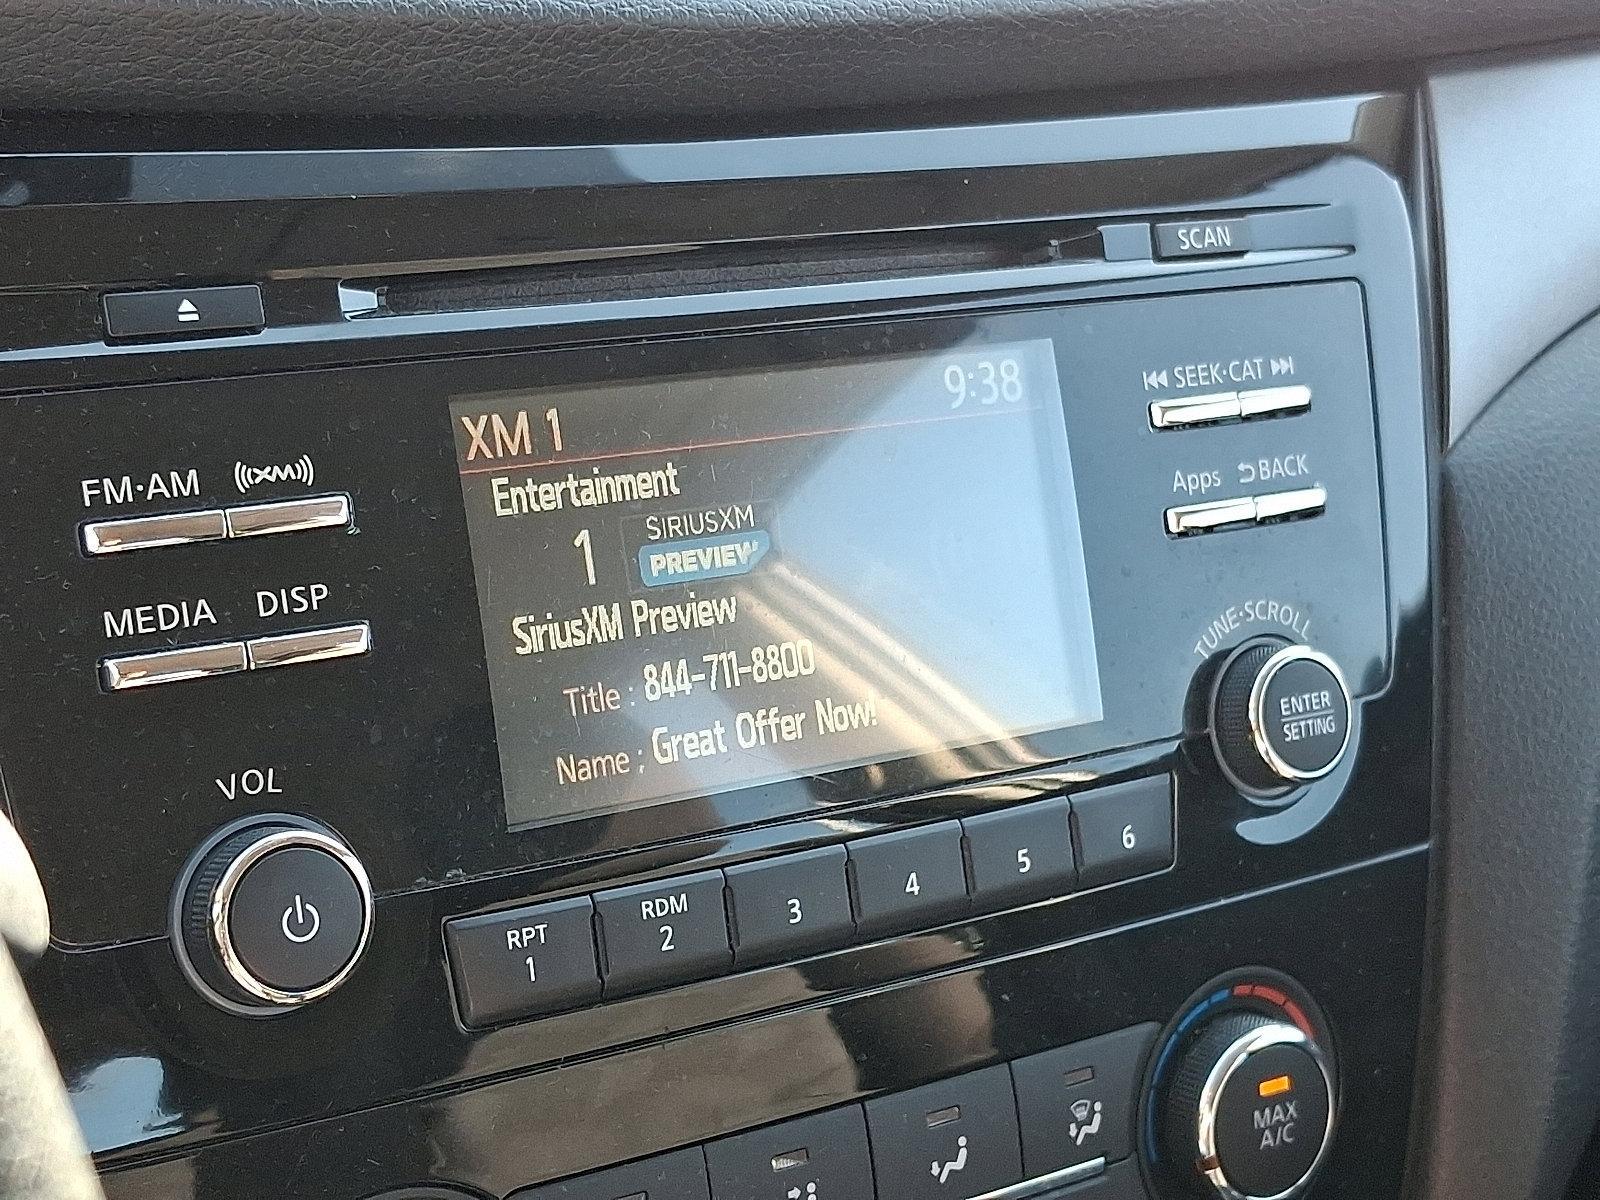 SCAN
SEEK·CAT
Apps BACK
TUNE·SCROLL
ENTER
SETTING
FM·AM ((XM))
MEDIA DISP
VOL
XM 1 9:38
Entertainment
1 SIRIUSXM
PREVIEW
SiriusXM Preview
Title : 844-711-8800
Name : Great Offer Now!
RPT
1
RDM
2
3
4
5
6
MAX
A/C